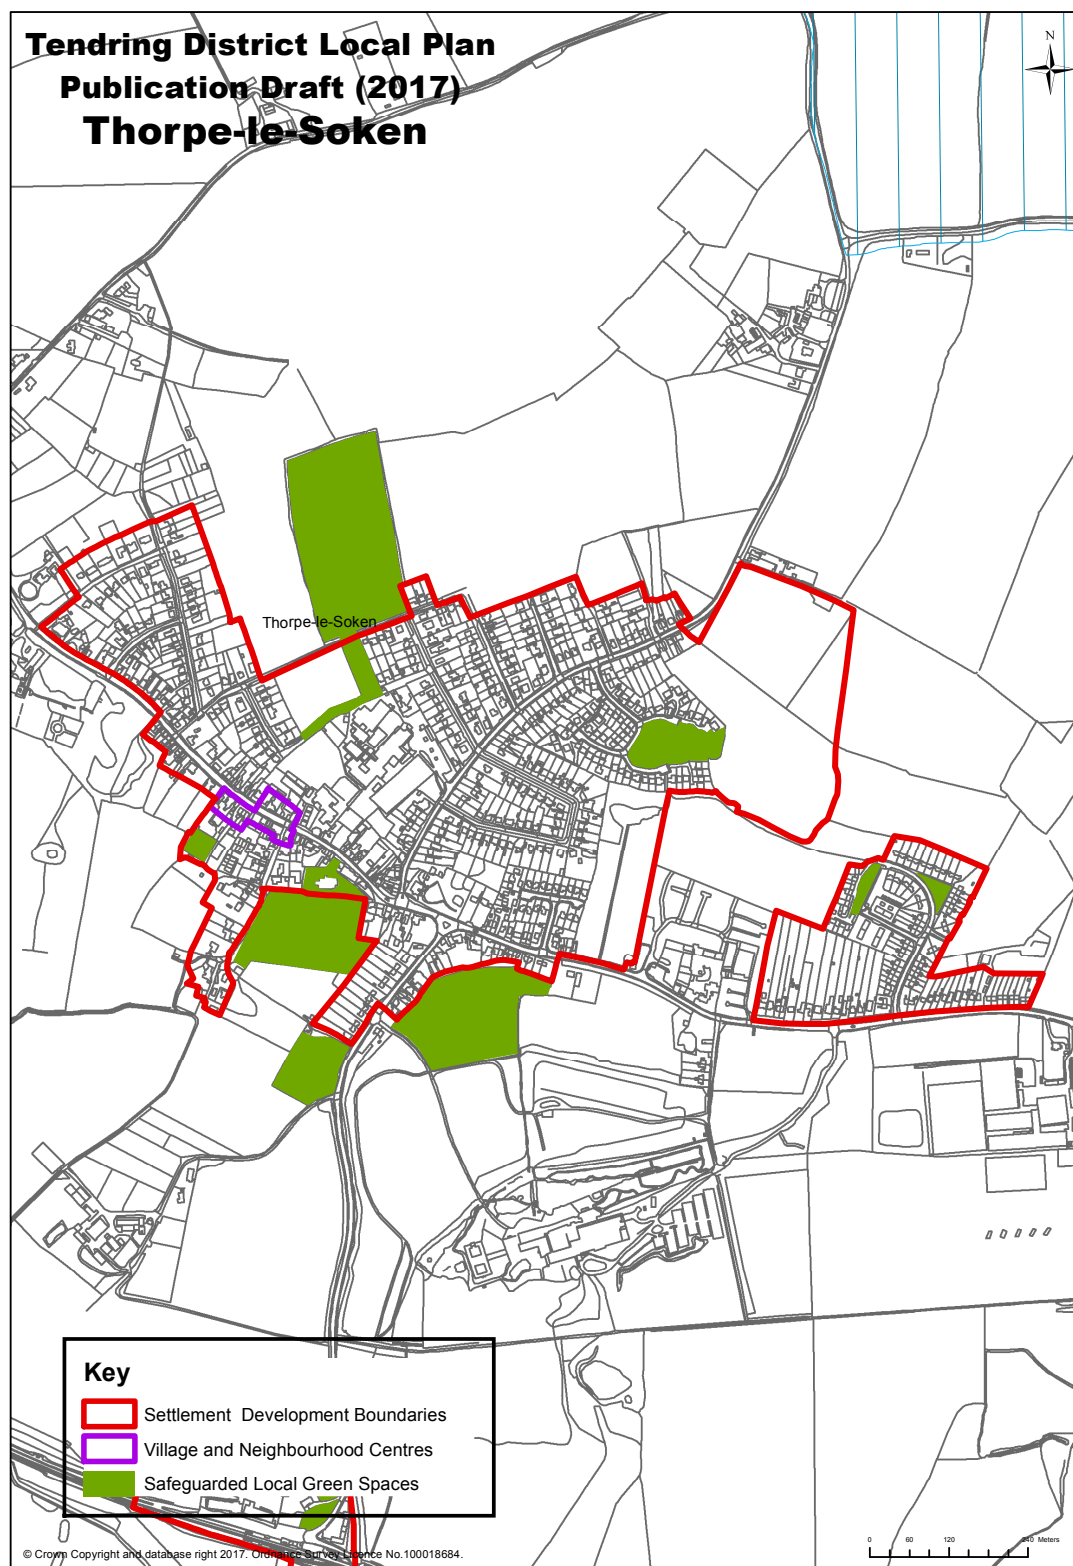 Tendring District Local Plan
Publication Draft (2017)
Thorpe-le-Soken
N
Thorpe-le-Soken
Key
Settlement Development Boundaries
Village and Neighbourhood Centres
Safeguarded Local Green Spaces
© Crown Copyright and database right 2017. Ordnance Survey Licence No.100018684.
0 60 120 240 Meters